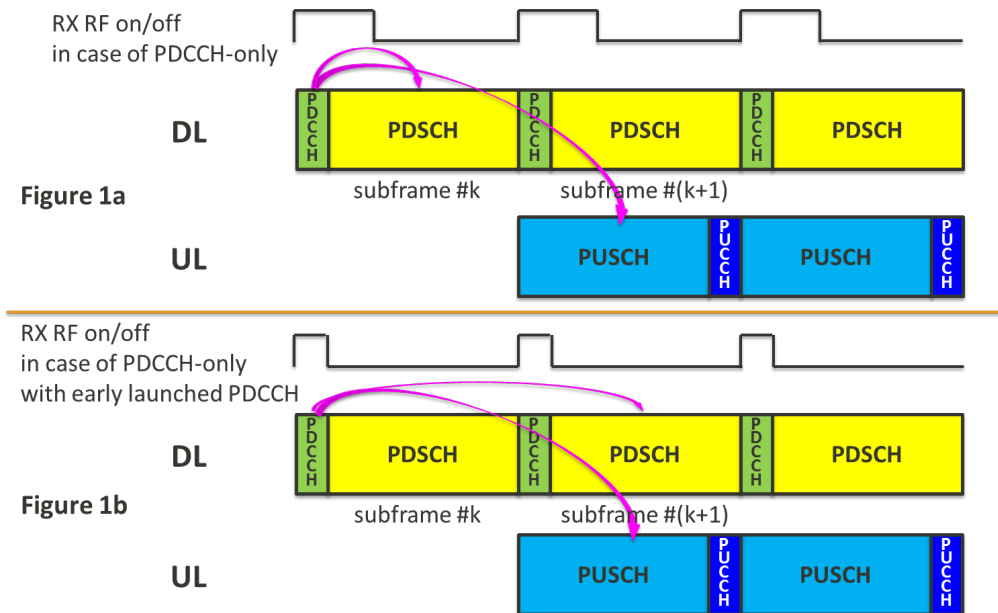 RX RF on/off
in case of PDCCH-only
DL
PDCCH
PDSCH
PDCCH
PDSCH
PDCCH
PDSCH
Figure 1a
subframe #k
subframe #(k+1)
UL
PUSCH
PUCCH
PUSCH
PUCCH
RX RF on/off
in case of PDCCH-only
with early launched PDCCH
DL
PDCCH
PDSCH
PDCCH
PDSCH
PDCCH
PDSCH
Figure 1b
subframe #k
subframe #(k+1)
UL
PUSCH
PUCCH
PUSCH
PUCCH